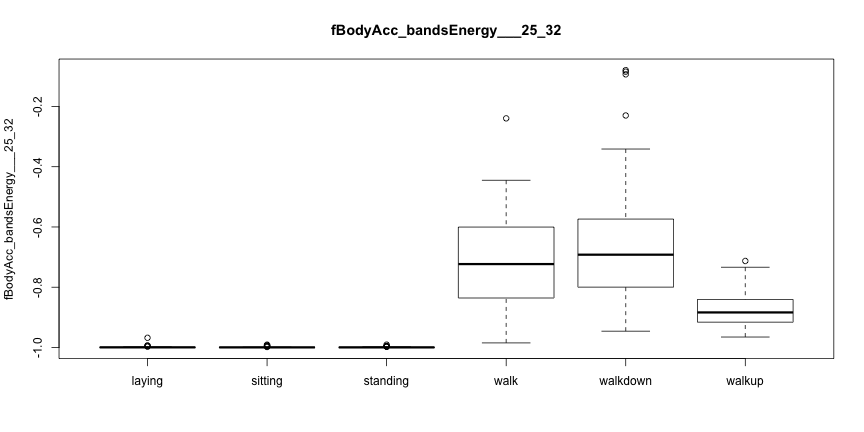 fBodyAcc_bandsEnergy___25_32
fBodyAcc_bandsEnergy___25_32
-0.2
-0.4
-0.6
-0.8
-1.0
laying sitting standing walk walkdown walkup